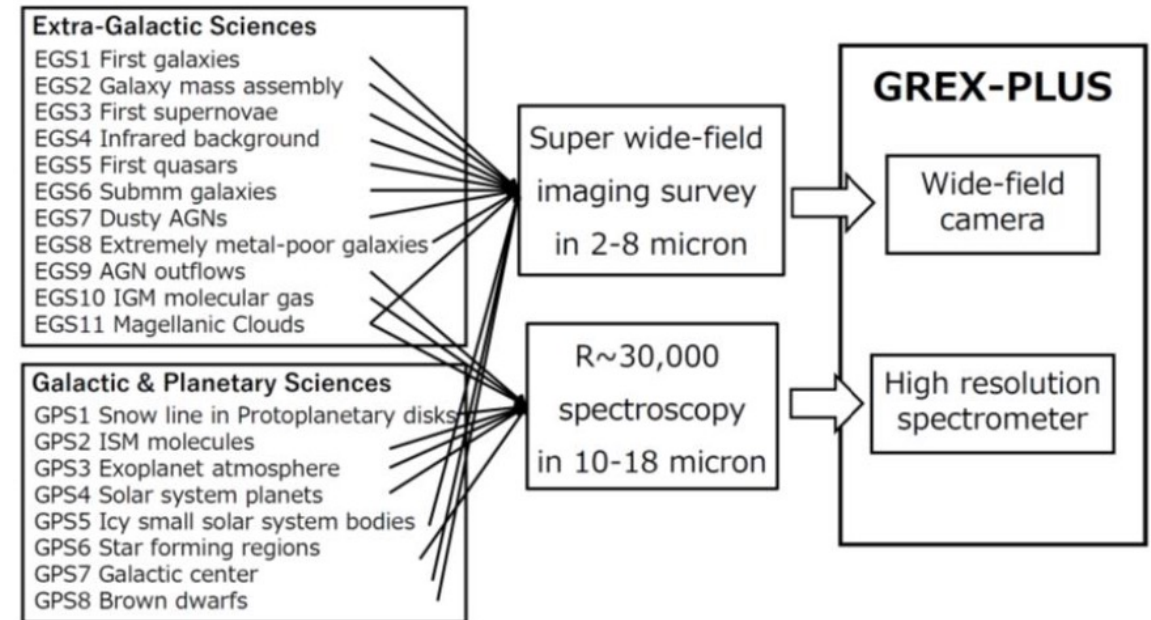 Extra-Galactic Sciences
EGS1 First galaxies
EGS2 Galaxy mass assembly
EGS3 First supernovae
EGS4 Infrared background
EGS5 First quasars
EGS6 Submm galaxies
EGS7 Dusty AGNs
EGS8 Extremely metal-poor galaxies
EGS9 AGN outflows
EGS10 IGM molecular gas
EGS11 Magellanic Clouds
Galactic & Planetary Sciences
GPS1 Snow line in Protoplanetary disks
GPS2 ISM molecules
GPS3 Exoplanet atmosphere
GPS4 Solar system planets
GPS5 Icy small solar system bodies
GPS6 Star forming regions
GPS7 Galactic center
GPS8 Brown dwarfs
Super wide-field
imaging survey
in 2-8 micron
R~30,000
spectroscopy
in 10-18 micron
GREX-PLUS
Wide-field
camera
High resolution
spectrometer